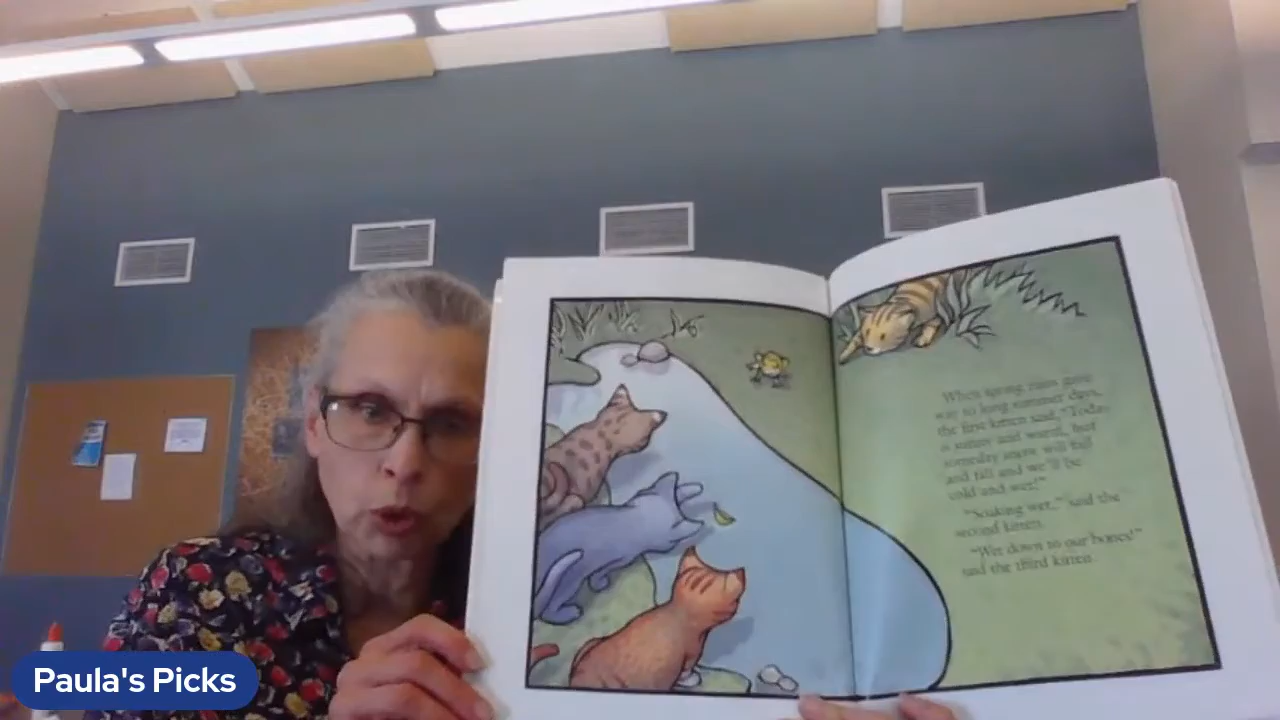 When spring rains gave
way to long summer days,
the first kitten said, "Today
is sunny and warm, but
someday snow will fall
and fall and we'll be
cold and wet!"
"Soaking wet," said the
second kitten.
"Wet down to our bones!"
said the third kitten.
Paula's Picks